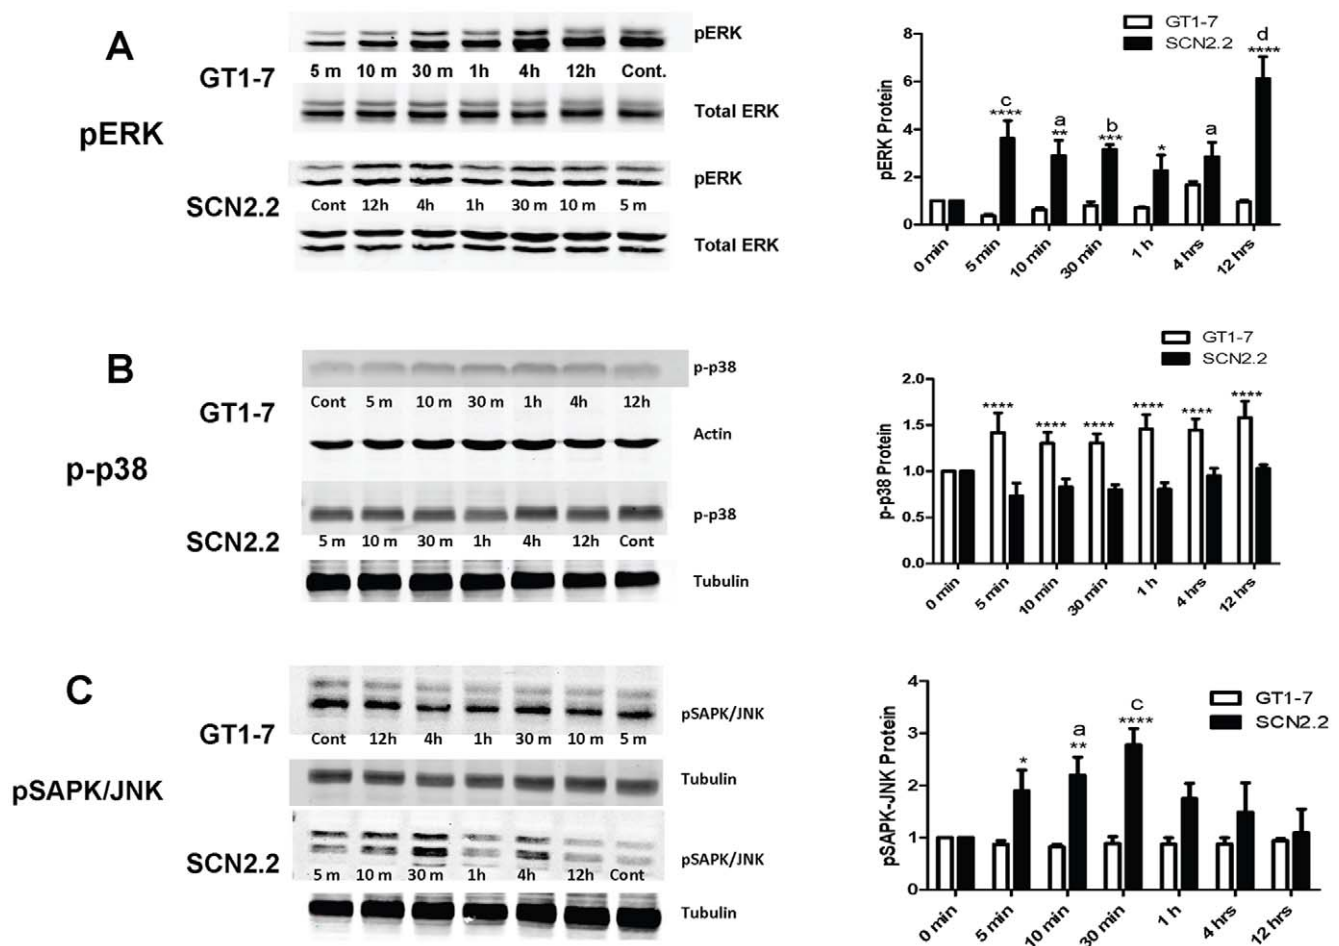 A
pERK
GT1-7
pERK
5 m 10 m 30 m 1h 4h 12h Cont.
Total ERK
SCN2.2
pERK
Cont 12h 4h 1h 30 m 10 m 5 m
Total ERK
GT1-7
SCN2.2
pERK Protein
8
6
4
2
0
c
****
a
**
b
***
*
a
d
****
0 min 5 min 10 min 30 min 1 h 4 hrs 12 hrs
B
p-p38
GT1-7
p-p38
Cont 5 m 10 m 30 m 1h 4h 12h
Actin
SCN2.2
p-p38
5 m 10 m 30 m 1h 4h 12h Cont
Tubulin
GT1-7
SCN2.2
p-p38 Protein
2.0
1.5
1.0
0.5
0.0
**** **** **** **** **** ****
0 min 5 min 10 min 30 min 1 h 4 hrs 12 hrs
C
pSAPK/JNK
GT1-7
pSAPK/JNK
Cont 12h 4h 1h 30 m 10 m 5 m
Tubulin
SCN2.2
pSAPK/JNK
5 m 10 m 30 m 1h 4h 12h Cont
Tubulin
GT1-7
SCN2.2
pSAPK-JNK Protein
4
3
2
1
0
*
a
**
c
****
0 min 5 min 10 min 30 min 1 h 4 hrs 12 hrs